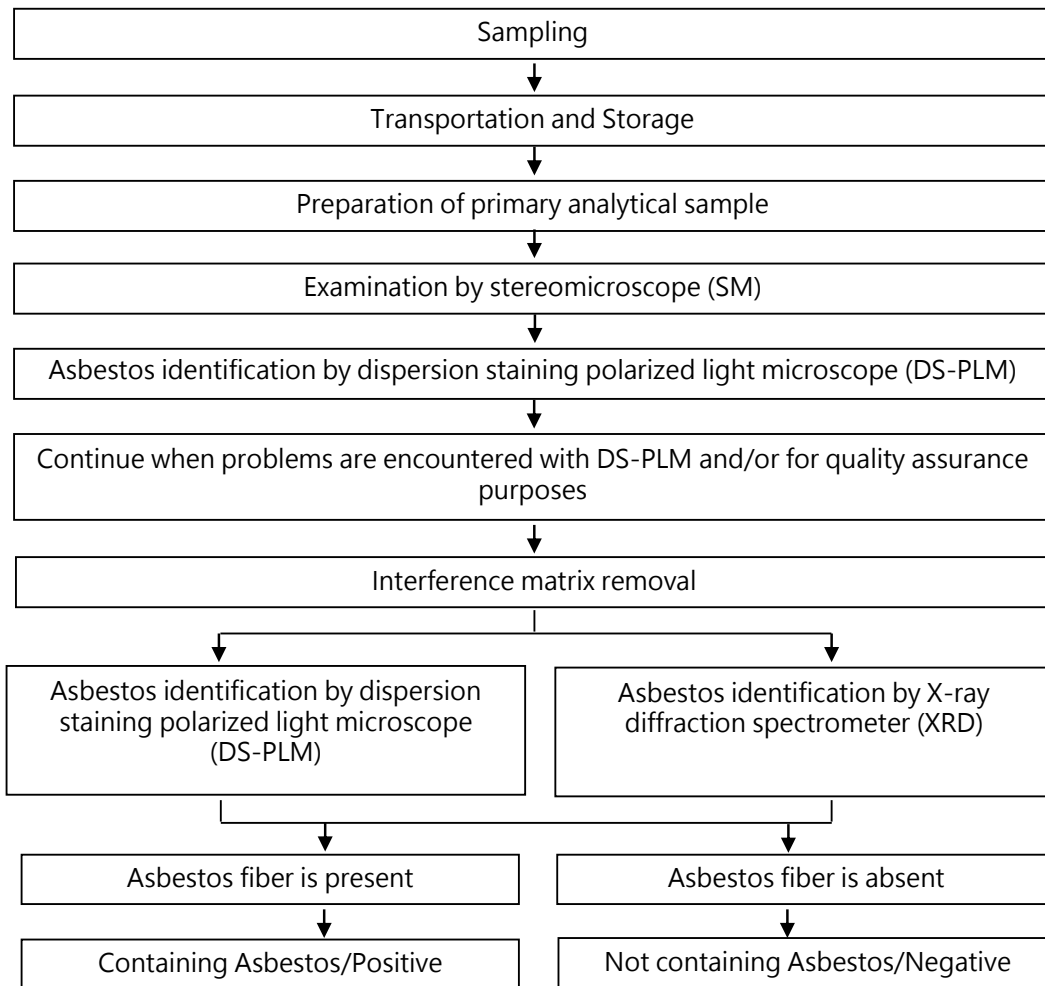 Sampling
Transportation and Storage
Preparation of primary analytical sample
Examination by stereomicroscope (SM)
Asbestos identification by dispersion staining polarized light microscope (DS-PLM)
Continue when problems are encountered with DS-PLM and/or for quality assurance
purposes
Interference matrix removal
Asbestos identification by dispersion
staining polarized light microscope
(DS-PLM)
Asbestos identification by X-ray
diffraction spectrometer (XRD)
Asbestos fiber is present
Asbestos fiber is absent
Containing Asbestos/Positive
Not containing Asbestos/Negative